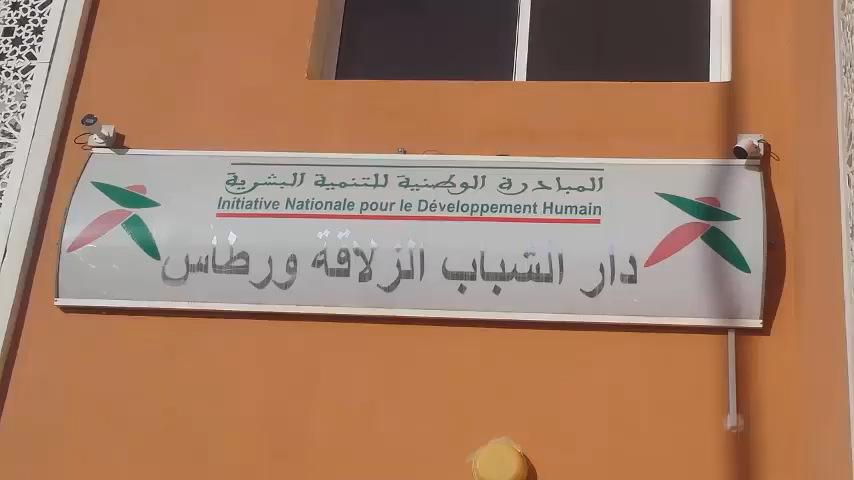 المبادرة الوطنية للتنمية البشرية
Initiative Nationale pour le Développement Humain
دار الشباب الزلاقة ورطاس